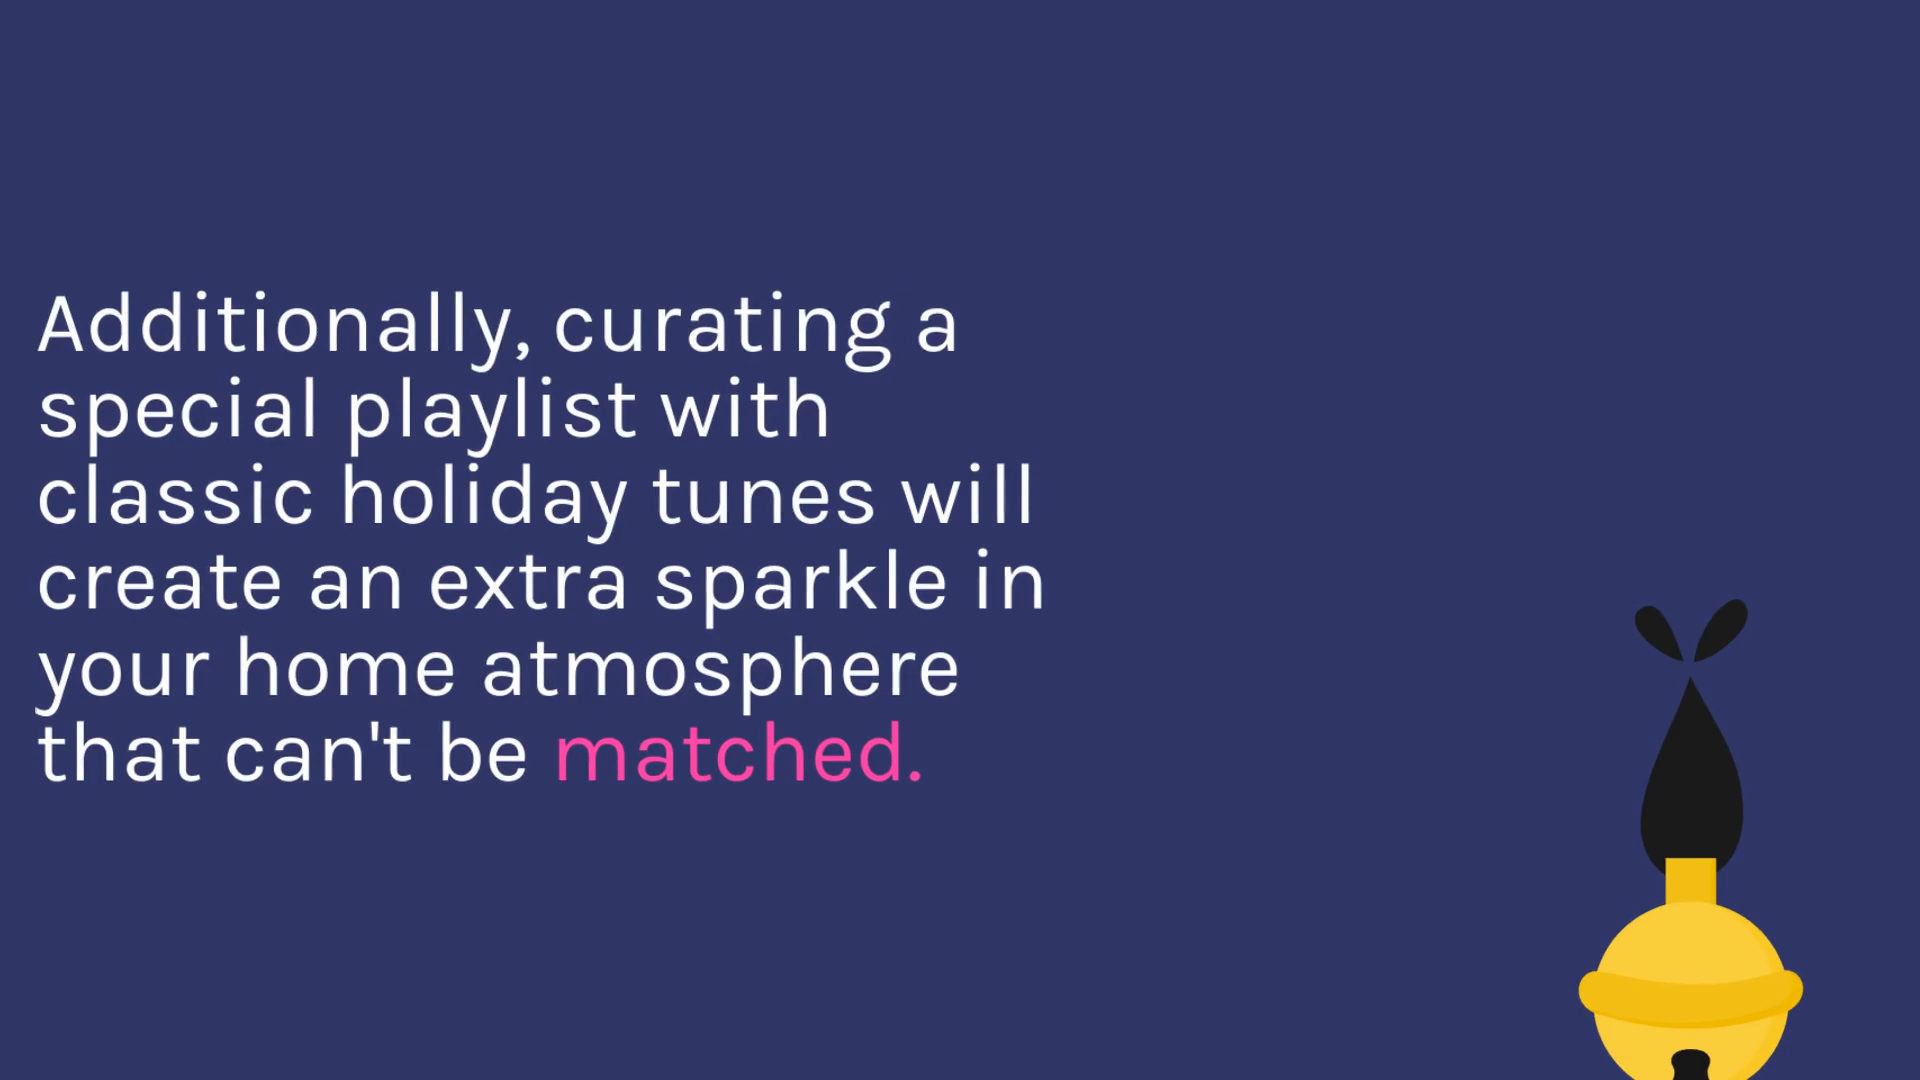 Additionally, curating a
special playlist with
classic holiday tunes will
create an extra sparkle in
your home atmosphere
that can't be matched.